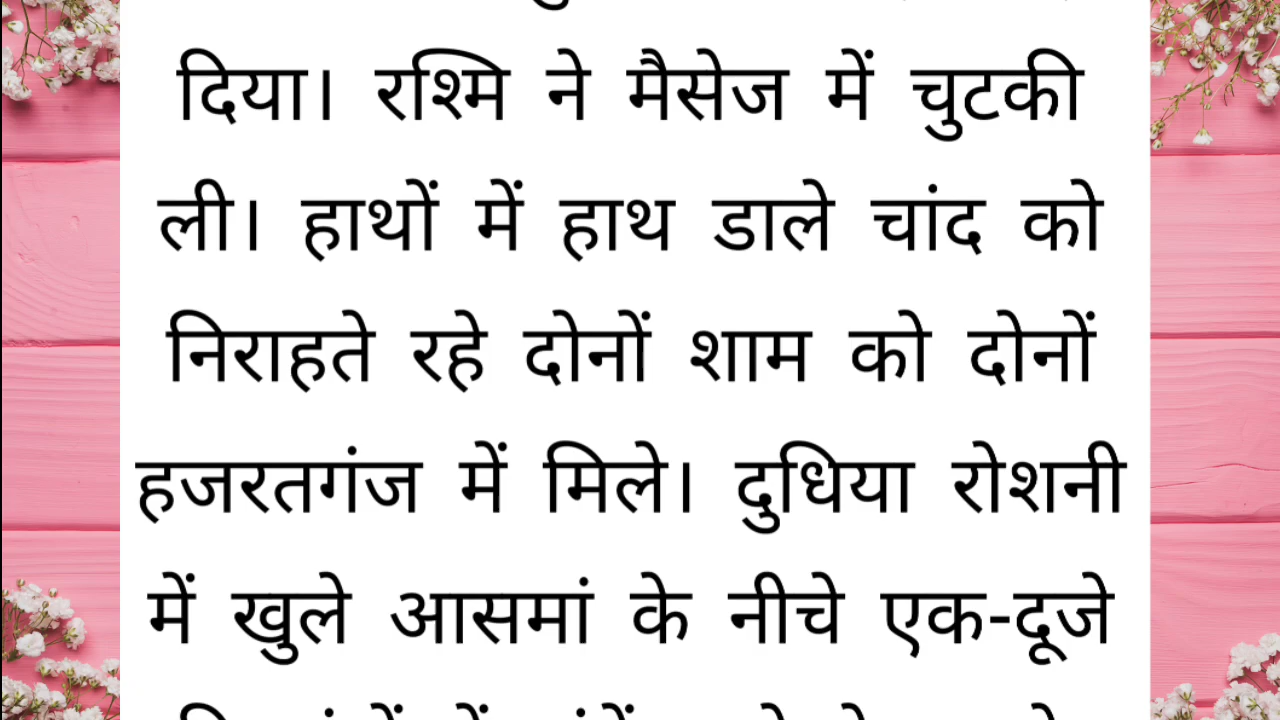 दिया। रश्मि ने मैसेज में चुटकी
ली। हाथों में हाथ डाले चांद को
निराहते रहे दोनों शाम को दोनों
हजरतगंज में मिले। दुधिया रोशनी
में खुले आसमां के नीचे एक-दूजे